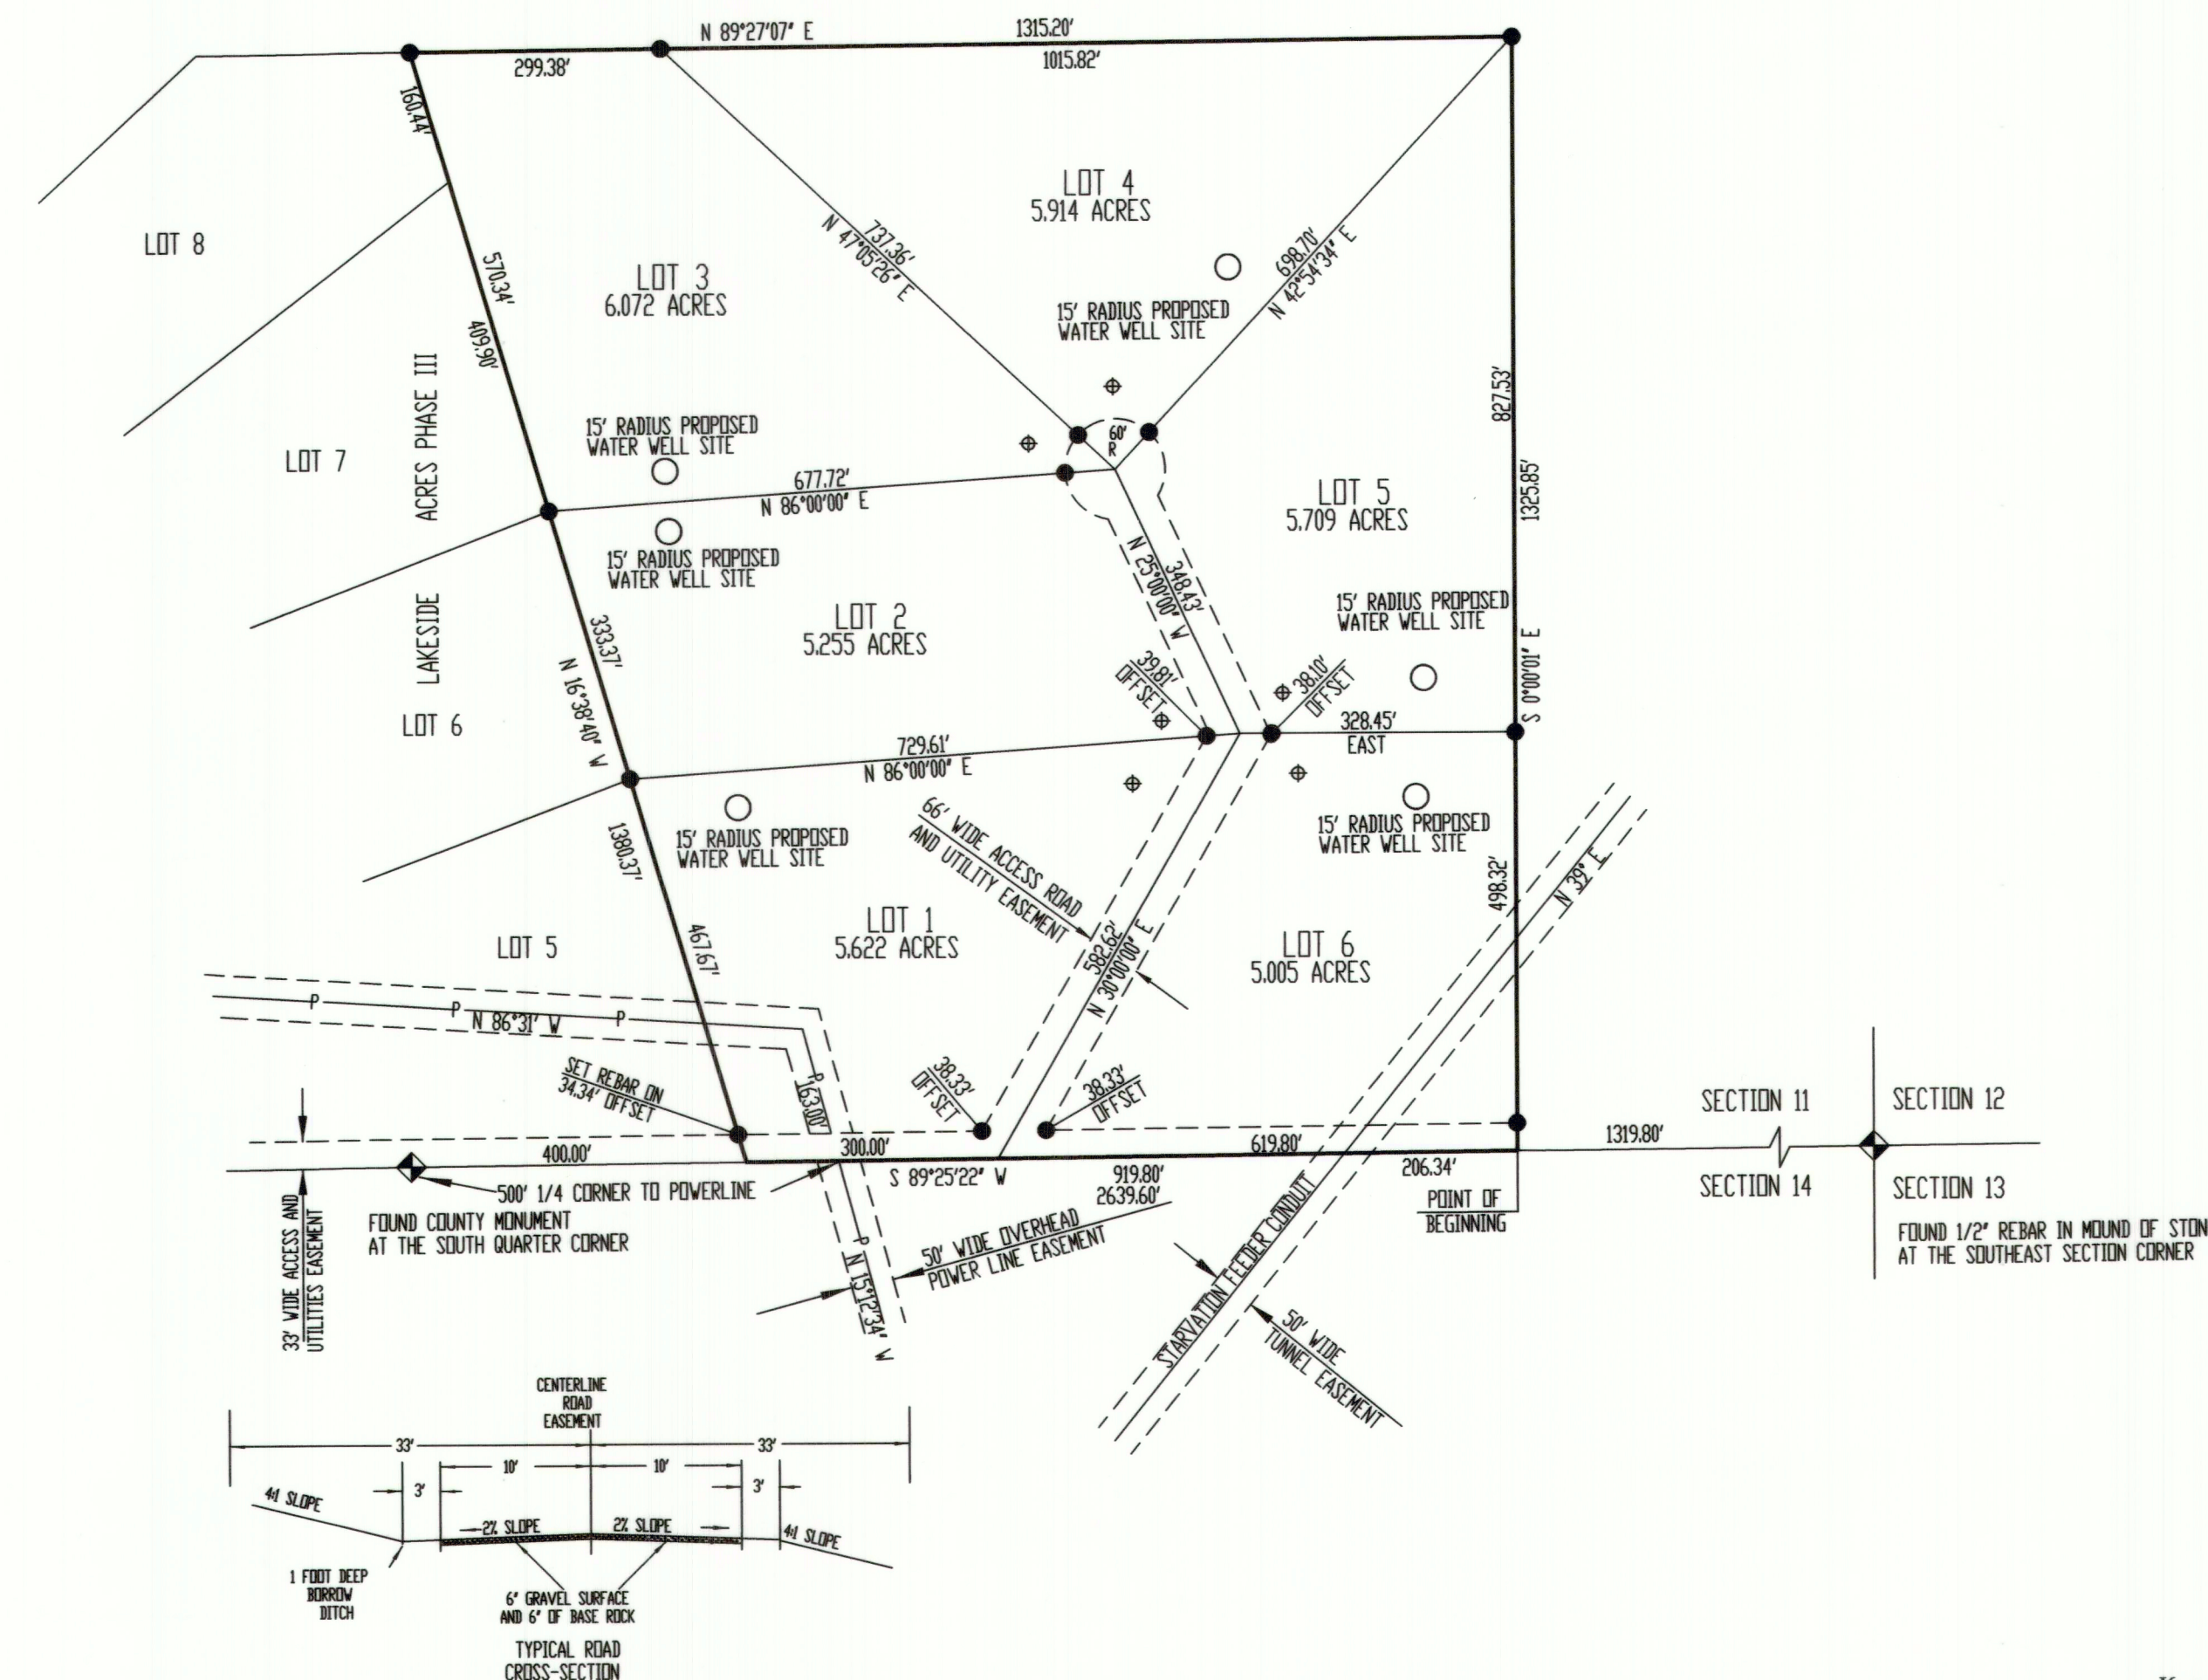 N 89°27'07" E
1315.20'
299.38'
1015.82'
160.44'
LOT 4
5.914 ACRES
LOT 8
570.34'
409.90'
LOT 3
6.072 ACRES
737.36'
N 47°05'26" E
698.70'
N 42°54'34" E
15' RADIUS PROPOSED
WATER WELL SITE
827.53'
1325.85'
S 0°00'01" E
LAKESIDE ACRES PHASE III
LOT 7
15' RADIUS PROPOSED
WATER WELL SITE
60'
R
677.72'
N 86°00'00" E
LOT 5
5.709 ACRES
15' RADIUS PROPOSED
WATER WELL SITE
N 25°00'00" W
348.43'
LOT 2
5.255 ACRES
15' RADIUS PROPOSED
WATER WELL SITE
333.37'
N 16°38'40" W
39.81'
OFFSET
38.10'
OFFSET
LOT 6
328.45'
EAST
729.61'
N 86°00'00" E
15' RADIUS PROPOSED
WATER WELL SITE
1380.37'
66' WIDE ACCESS ROAD
AND UTILITY EASEMENT
15' RADIUS PROPOSED
WATER WELL SITE
498.32'
N 39° E
LOT 5
467.67'
LOT 1
5.622 ACRES
582.62'
N 30°00'00" E
LOT 6
5.005 ACRES
P
P
P
N 86°31' W
P
163.00'
SET REBAR ON
34.34' OFFSET
38.33'
OFFSET
38.33'
OFFSET
SECTION 11
SECTION 12
400.00'
300.00'
619.80'
1319.80'
S 89°25'22" W
919.80'
2639.60'
206.34'
SECTION 14
SECTION 13
500' 1/4 CORNER TO POWERLINE
POINT OF
BEGINNING
FOUND COUNTY MONUMENT
AT THE SOUTH QUARTER CORNER
FOUND 1/2" REBAR IN MOUND OF STON
AT THE SOUTHEAST SECTION CORNER
33' WIDE ACCESS AND
UTILITIES EASEMENT
P
N 15°12'34" W
50' WIDE OVERHEAD
POWER LINE EASEMENT
STARVATION FEEDER CONDUIT
50' WIDE
TUNNEL EASEMENT
CENTERLINE
ROAD
EASEMENT
33'
33'
10'
10'
3'
3'
4:1 SLOPE
2% SLOPE
2% SLOPE
4:1 SLOPE
1 FOOT DEEP
BORROW
DITCH
6" GRAVEL SURFACE
AND 6" OF BASE ROCK
TYPICAL ROAD
CROSS-SECTION